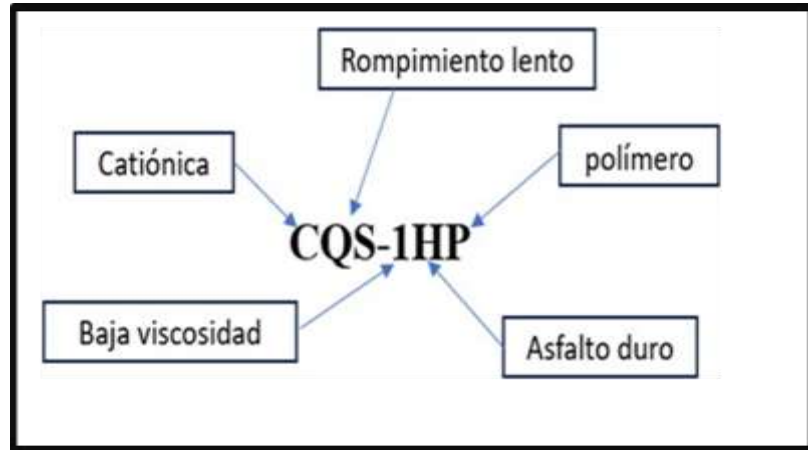 Rompimiento lento
Catiónica
polímero
CQS-1HP
Baja viscosidad
Asfalto duro